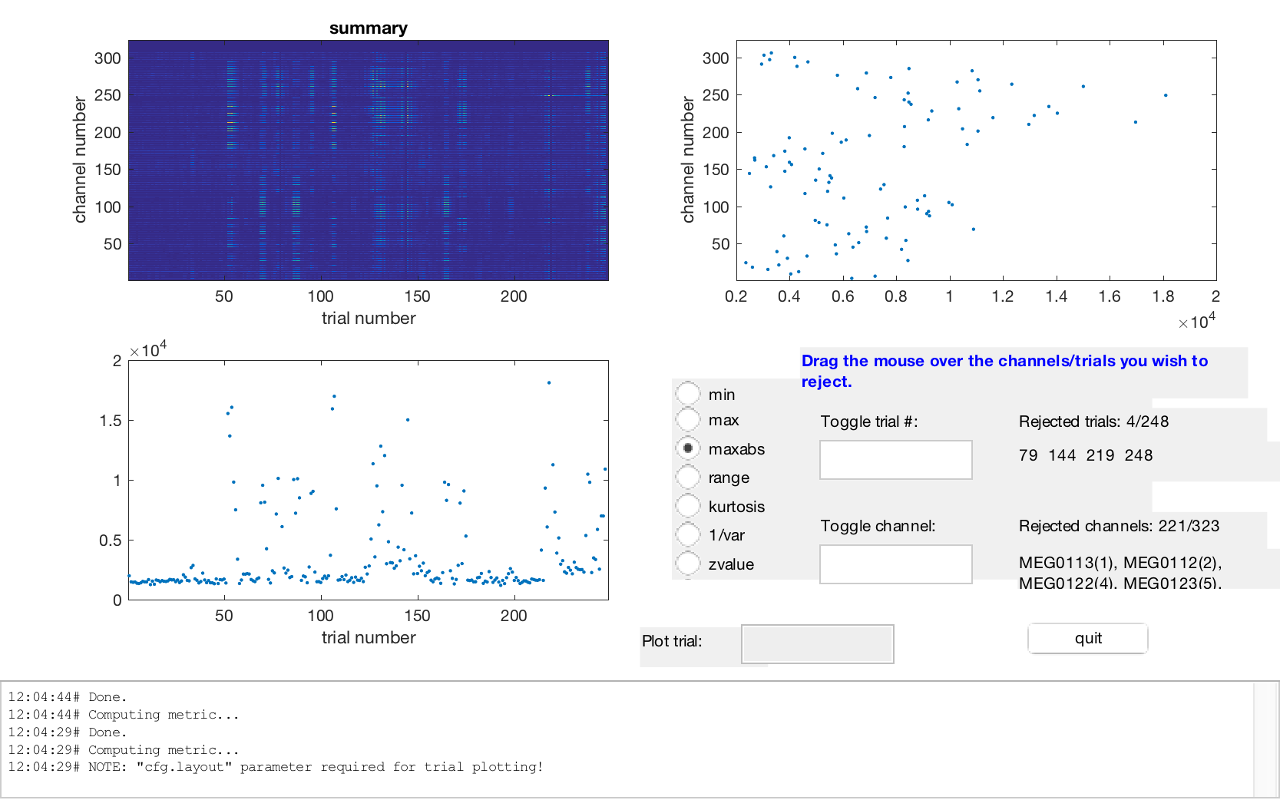 summary
channel number
300
250
200
150
100
50
50
100
150
200
trial number
channel number
300
250
200
150
100
50
0.2
0.4
0.6
0.8
1
1.2
1.4
1.6
1.8
2
×10^4
2 ×10^4
1.5
1
0.5
0
50
100
150
200
trial number
Drag the mouse over the channels/trials you wish to
reject.
min
max
maxabs
range
kurtosis
1/var
zvalue
Toggle trial #:
Rejected trials: 4/248
79 144 219 248
Toggle channel:
Rejected channels: 221/323
MEG0113(1), MEG0112(2),
MEG0122(4), MEG0123(5),
Plot trial:
quit
12:04:44# Done.
12:04:44# Computing metric...
12:04:29# Done.
12:04:29# Computing metric...
12:04:29# NOTE: "cfg.layout" parameter required for trial plotting!